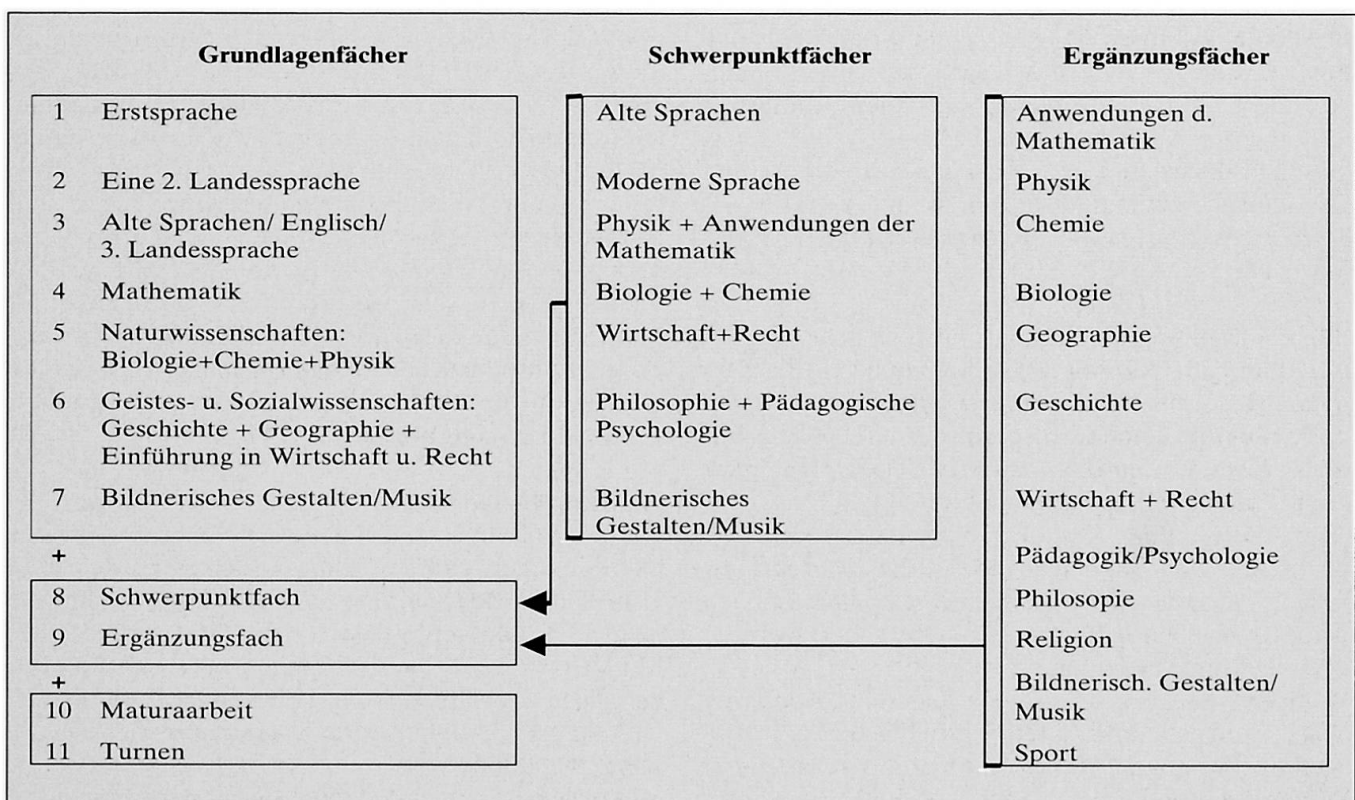 Grundlagenfächer
1 Erstsprache
2 Eine 2. Landessprache
3 Alte Sprachen/ Englisch/
3. Landessprache
4 Mathematik
5 Naturwissenschaften:
Biologie+Chemie+Physik
6 Geistes- u. Sozialwissenschaften:
Geschichte + Geographie +
Einführung in Wirtschaft u. Recht
7 Bildnerisches Gestalten/Musik
+
8 Schwerpunktfach
9 Ergänzungsfach
+
10 Maturaarbeit
11 Turnen
Schwerpunktfächer
Alte Sprachen
Moderne Sprache
Physik + Anwendungen der
Mathematik
Biologie + Chemie
Wirtschaft+Recht
Philosophie + Pädagogische
Psychologie
Bildnerisches
Gestalten/Musik
Ergänzungsfächer
Anwendungen d.
Mathematik
Physik
Chemie
Biologie
Geographie
Geschichte
Wirtschaft + Recht
Pädagogik/Psychologie
Philosopie
Religion
Bildnerisch. Gestalten/
Musik
Sport